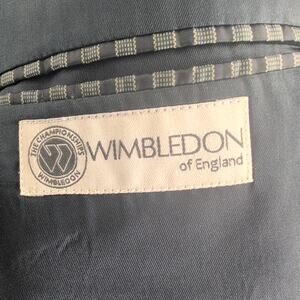 THE CHAMPIONSHIPS
WIMBLEDON
WIMBLEDON
of England